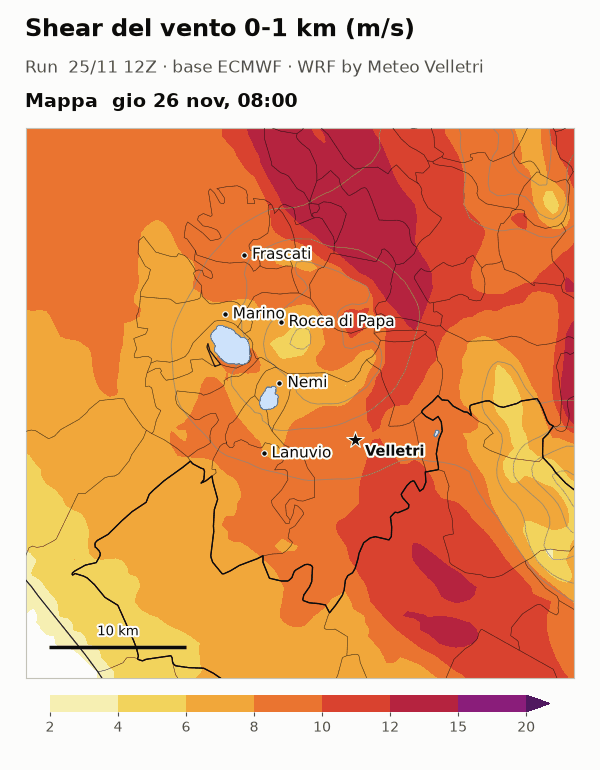 Shear del vento 0-1 km (m/s)
Run  25/11 12Z · base ECMWF · WRF by Meteo Velletri
Mappa  gio 26 nov, 08:00
Frascati
Marino
Rocca di Papa
Nemi
Velletri
Lanuvio
10 km
2 4 6 8 10 12 15 20